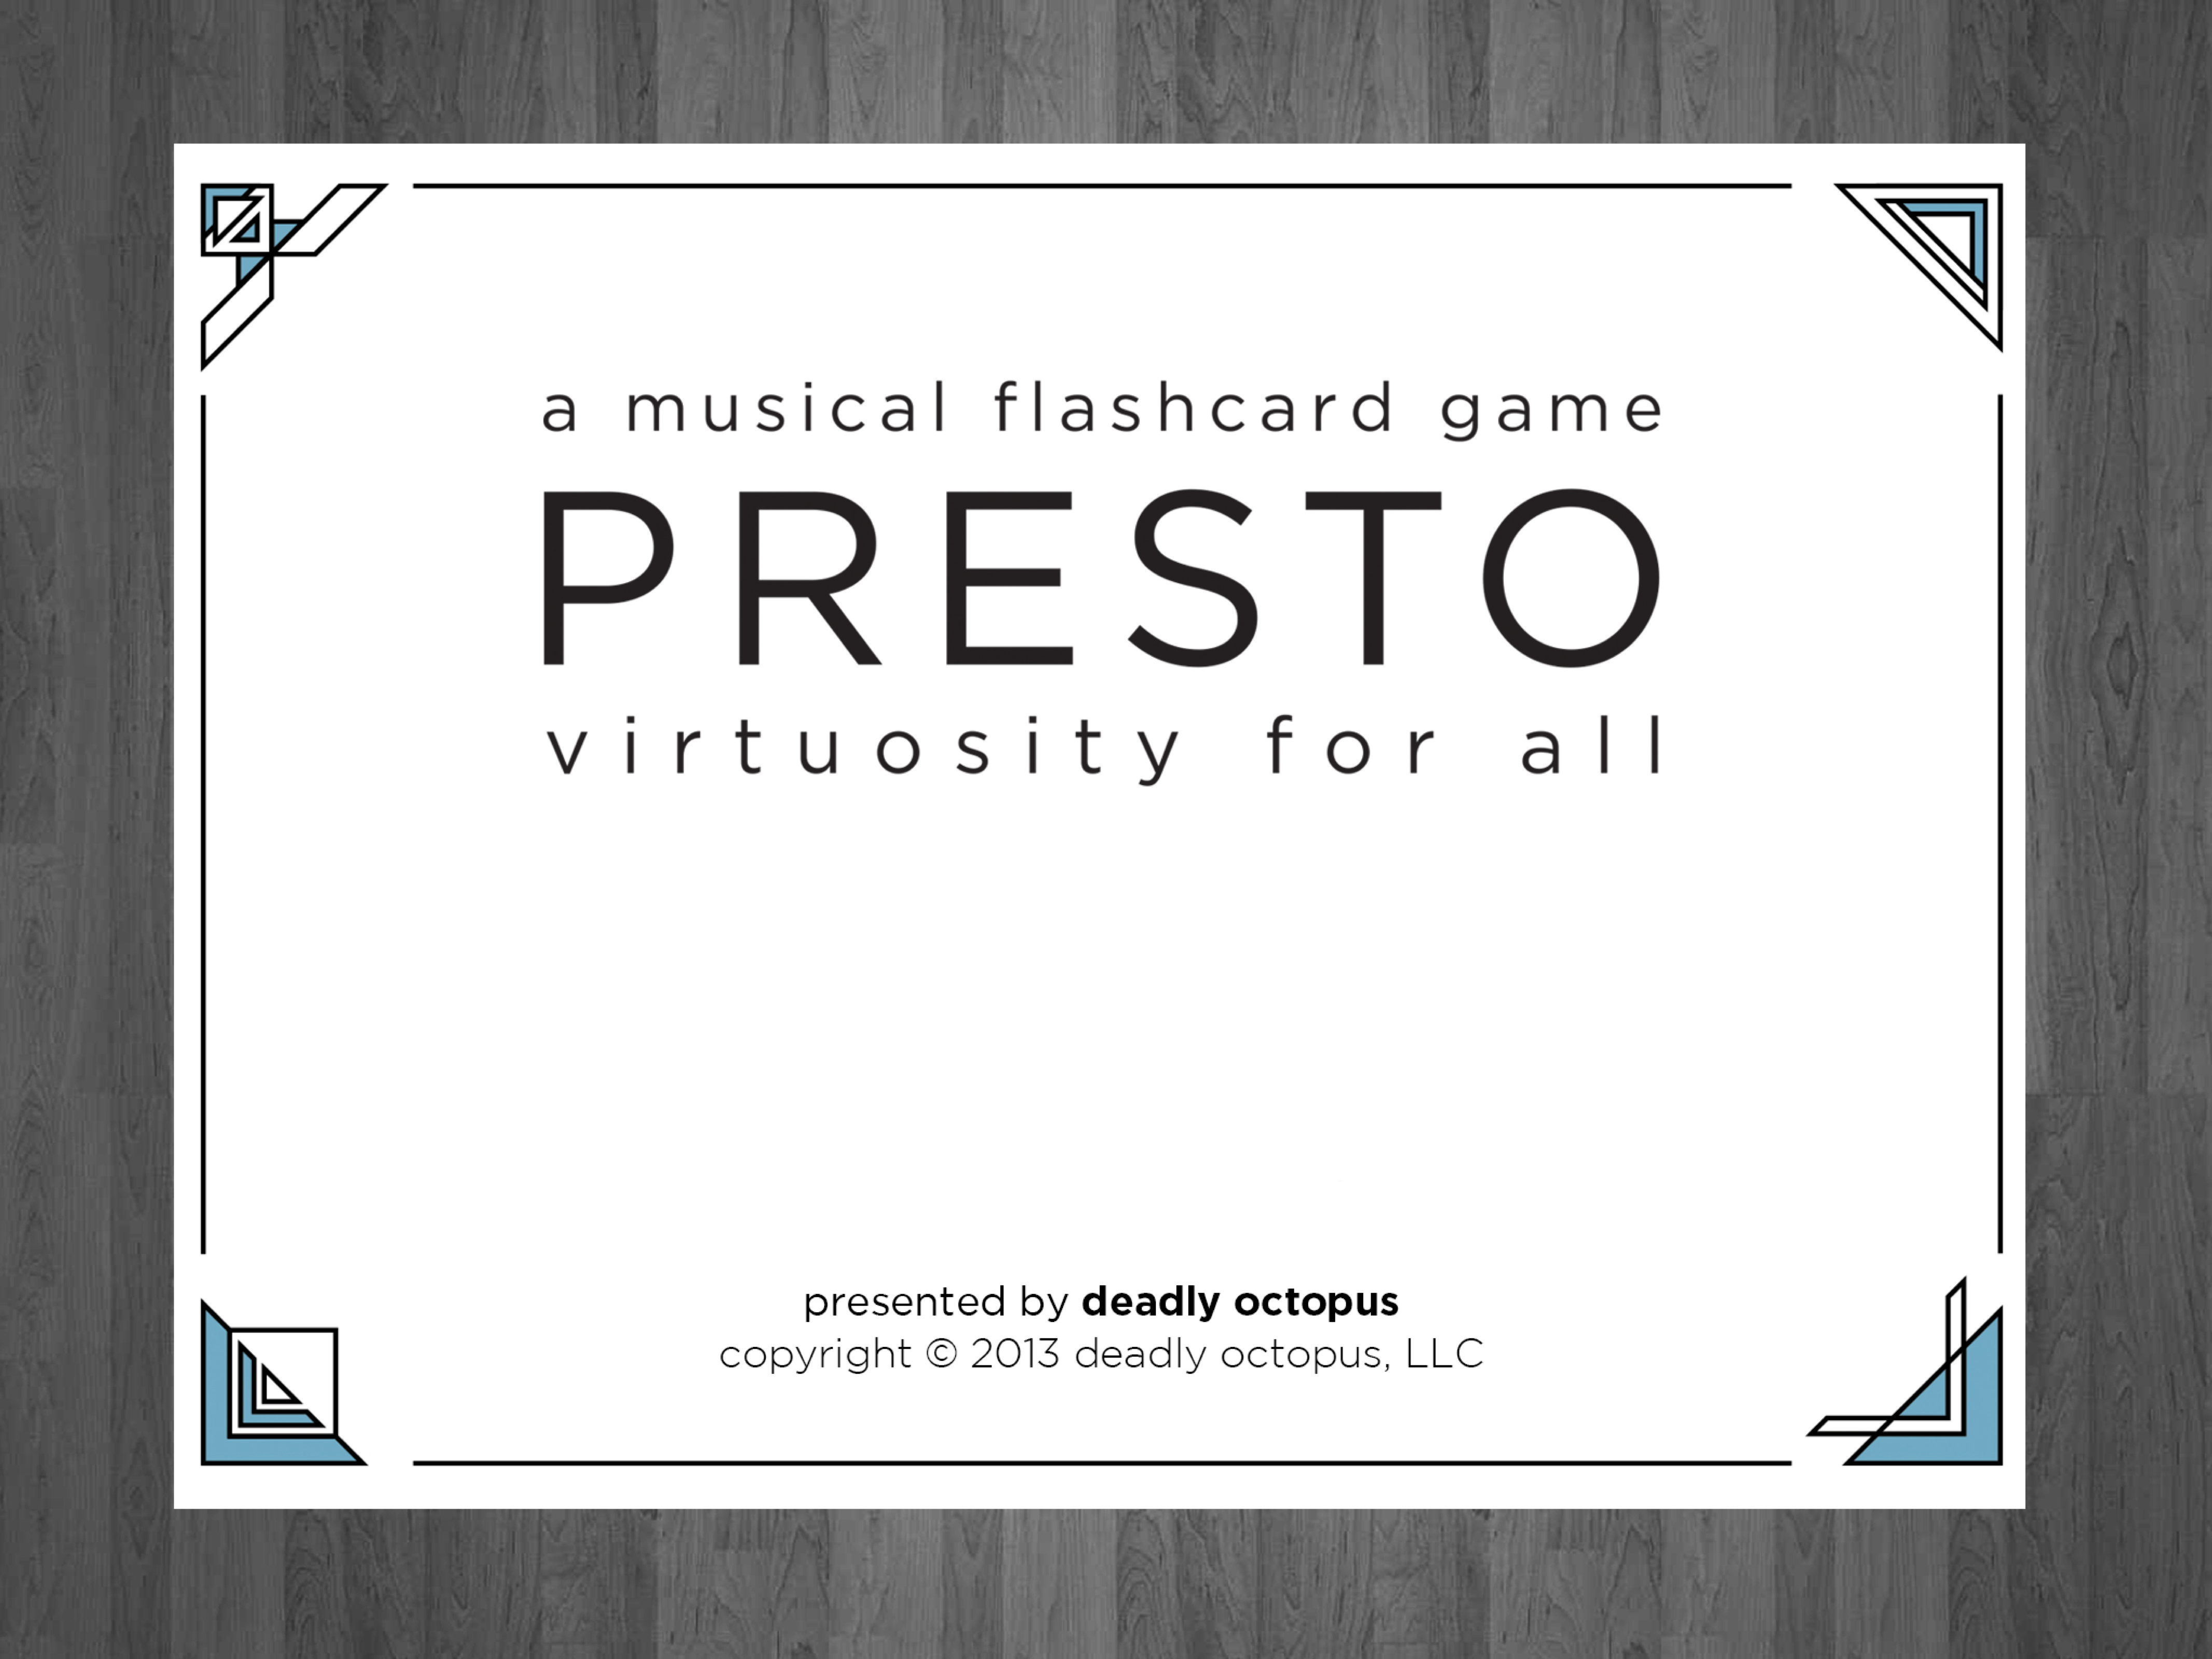 a musical flashcard game
PRESTO
virtuosity for all
presented by deadly octopus
copyright © 2013 deadly octopus, LLC